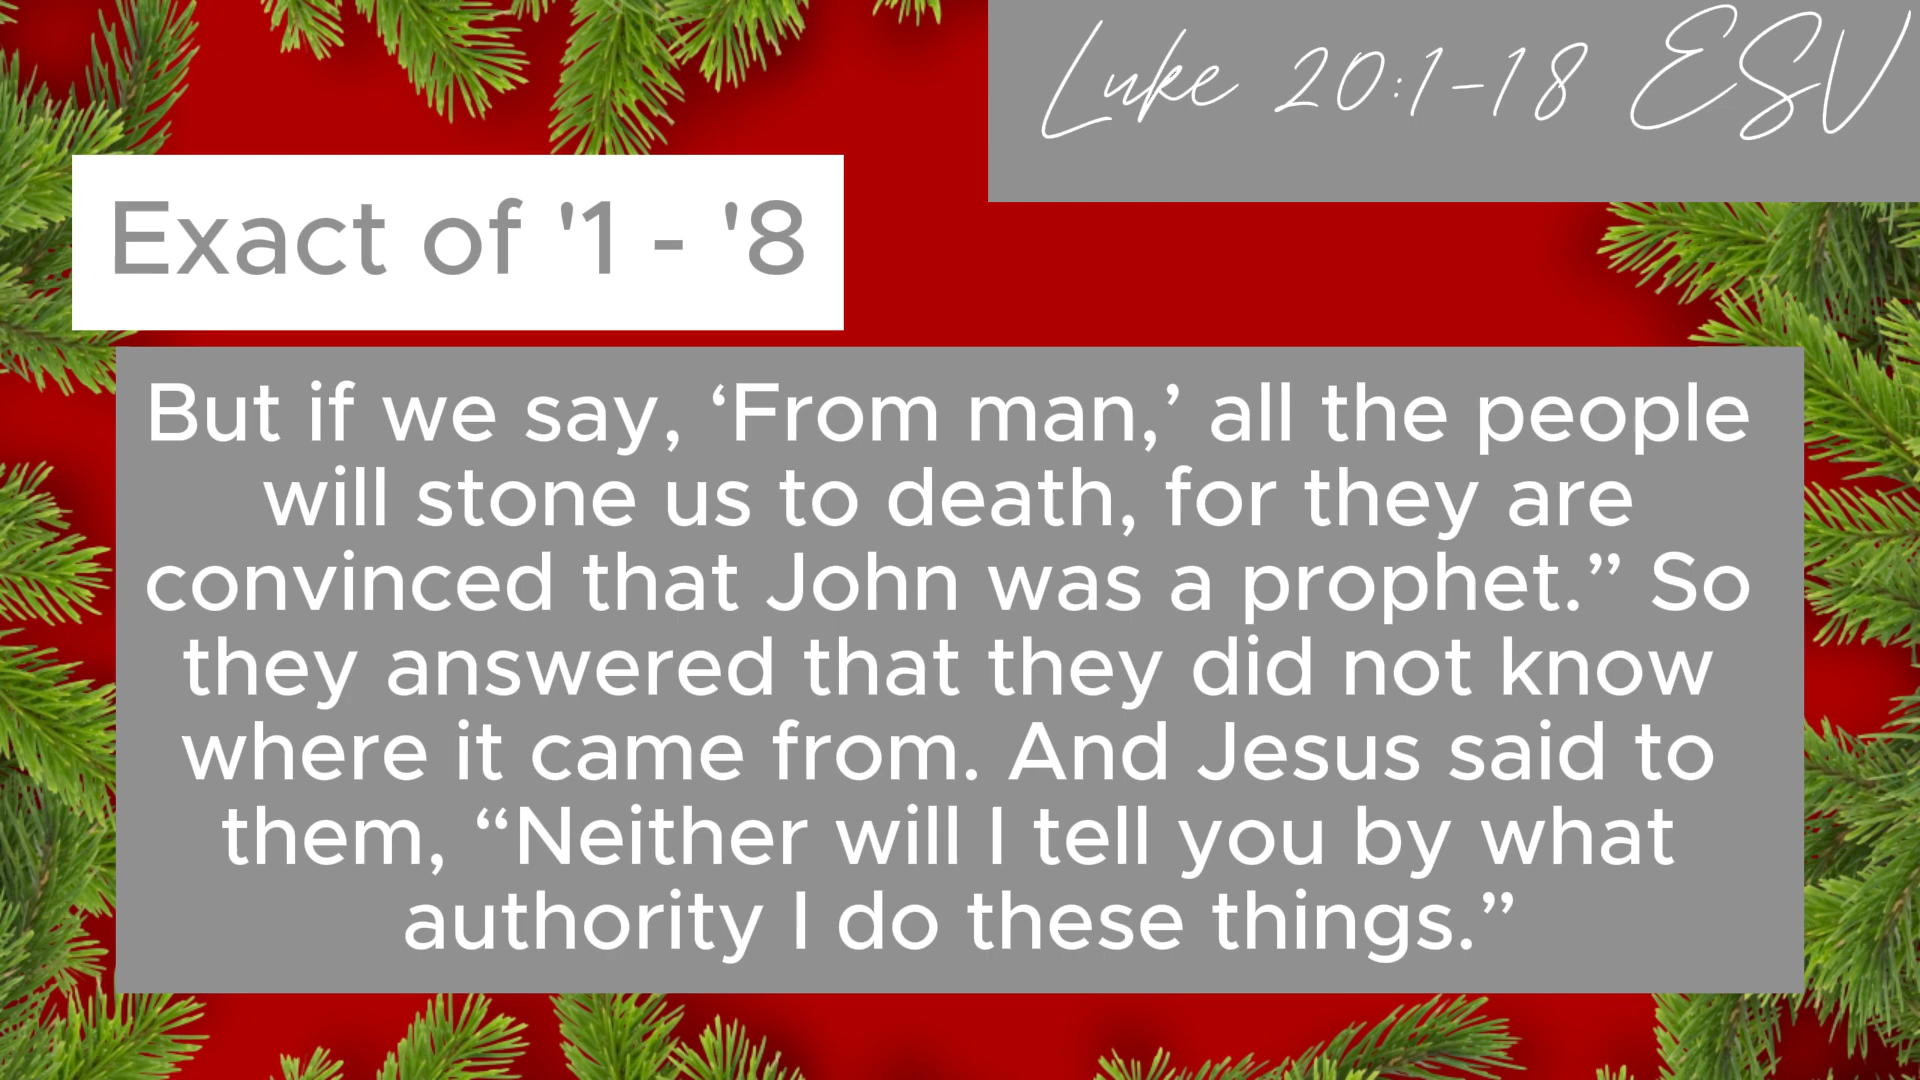 Luke 20:1-18 ESV
Exact of '1 - '8
But if we say, ‘From man,’ all the people
will stone us to death, for they are
convinced that John was a prophet.” So
they answered that they did not know
where it came from. And Jesus said to
them, “Neither will I tell you by what
authority I do these things.”